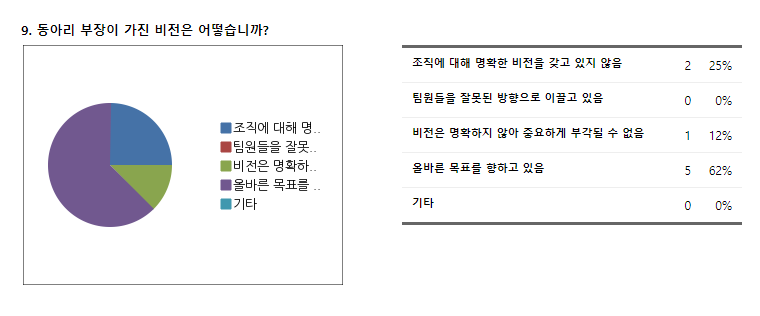 9. 동아리 부장이 가진 비전은 어떻습니까?
조직에 대해 명..
팀원들을 잘못..
비전은 명확하..
올바른 목표를 ..
기타
조직에 대해 명확한 비전을 갖고 있지 않음 2 25%
팀원들을 잘못된 방향으로 이끌고 있음 0 0%
비전은 명확하지 않아 중요하게 부각될 수 없음 1 12%
올바른 목표를 향하고 있음 5 62%
기타 0 0%